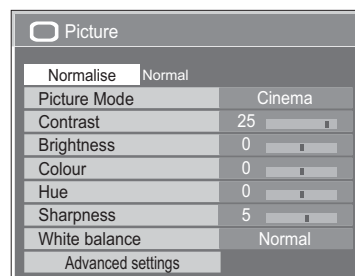 Picture
Normalise Normal
Picture Mode Cinema
Contrast 25
Brightness 0
Colour 0
Hue 0
Sharpness 5
White balance Normal
Advanced settings